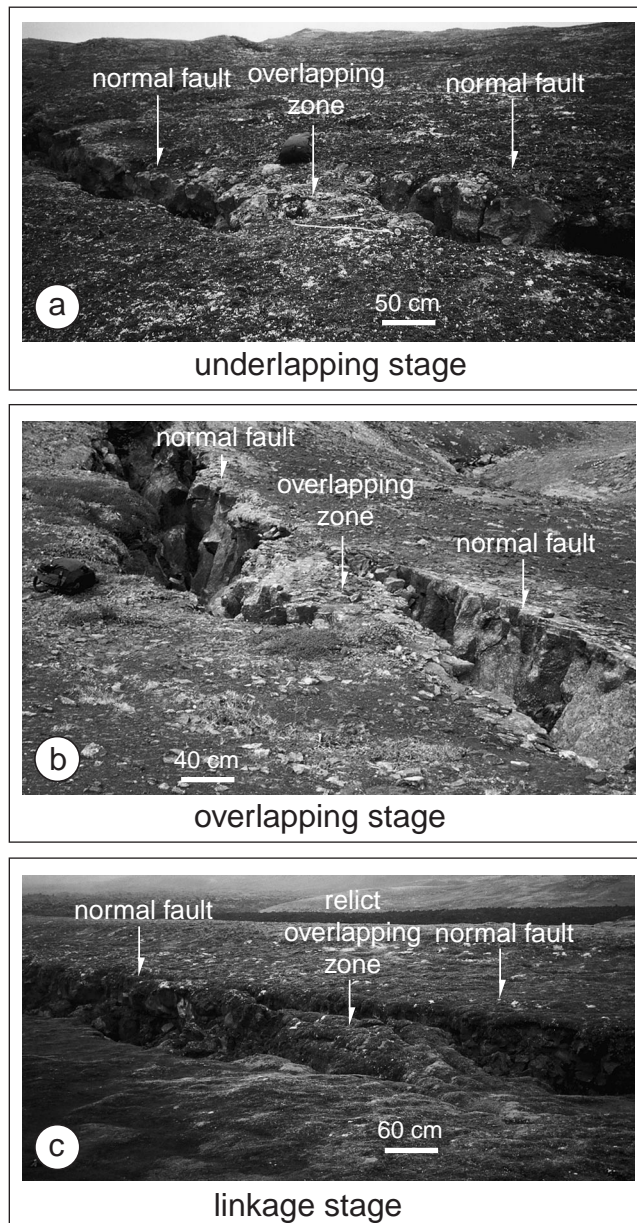 normal fault
overlapping
zone
normal fault
a
50 cm
underlapping stage
normal fault
overlapping
zone
normal fault
b
40 cm
overlapping stage
normal fault
relict
overlapping
zone
normal fault
c
60 cm
linkage stage